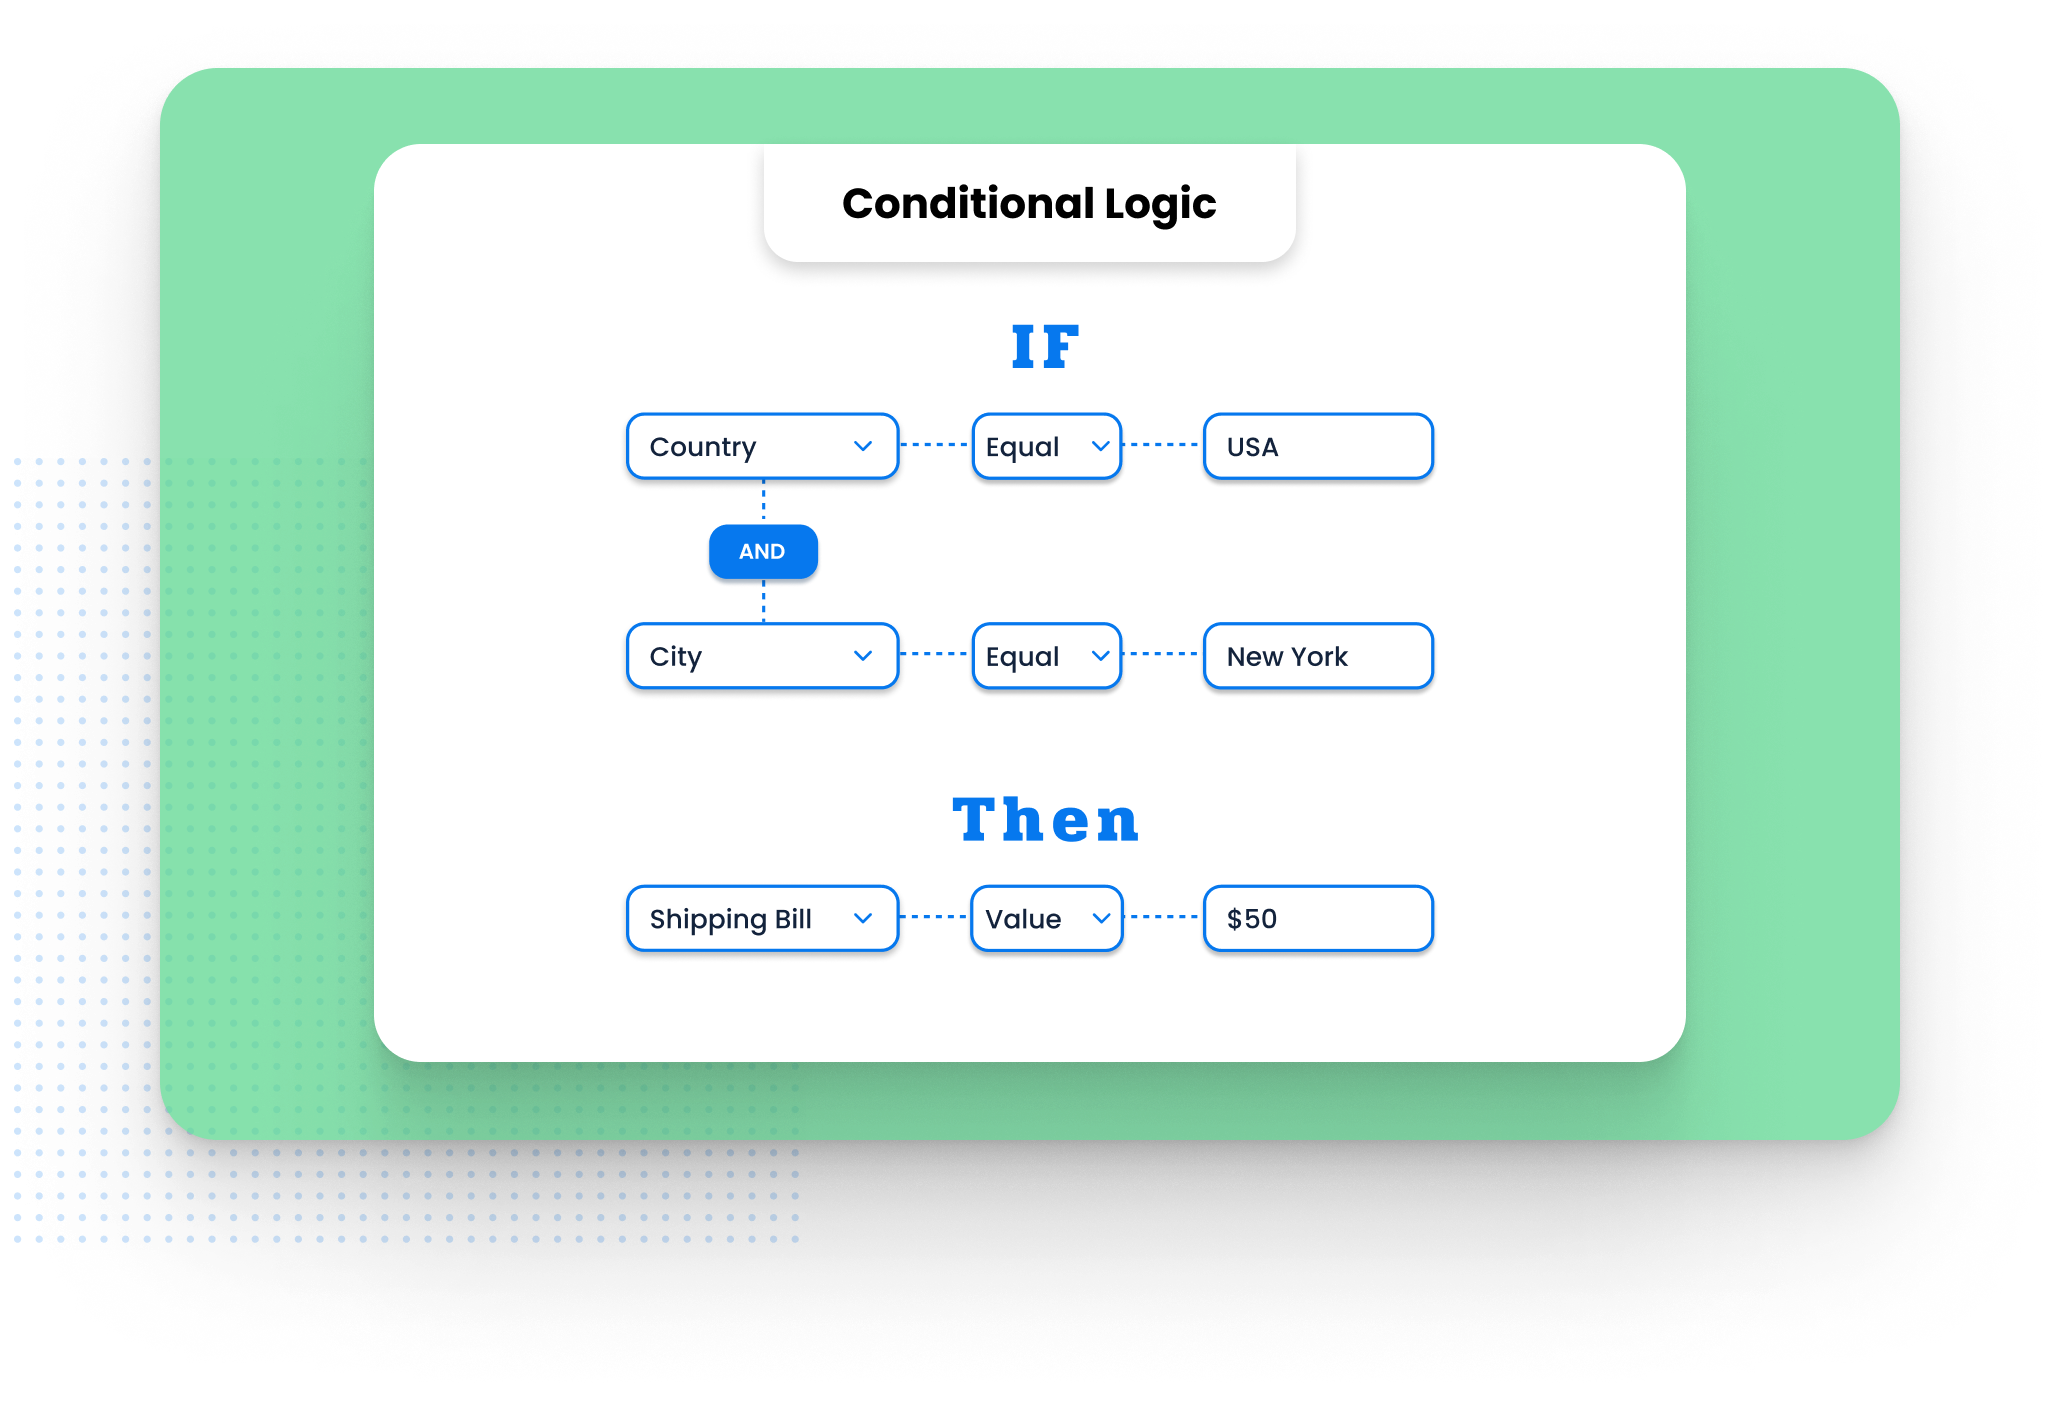 Conditional Logic
IF
Country Equal USA
AND
City Equal New York
Then
Shipping Bill Value $50